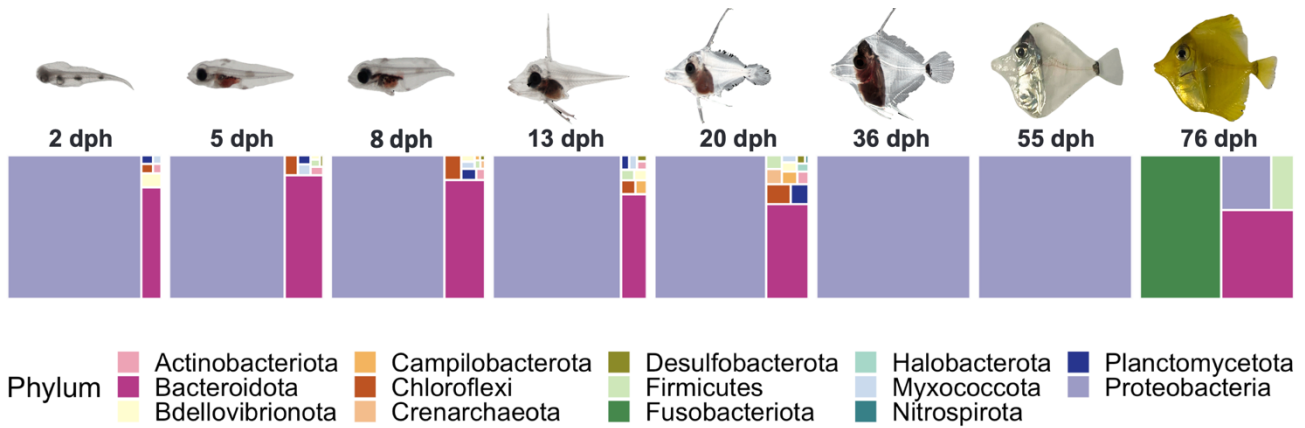 2 dph 5 dph 8 dph 13 dph 20 dph 36 dph 55 dph 76 dph
Actinobacteriota Campilobacterota Desulfobacterota Halobacterota Planctomycetota
Phylum Bacteroidota Chloroflexi Firmicutes Myxococcota Proteobacteria
Bdellovibrionota Crenarchaeota Fusobacteriota Nitrospirota